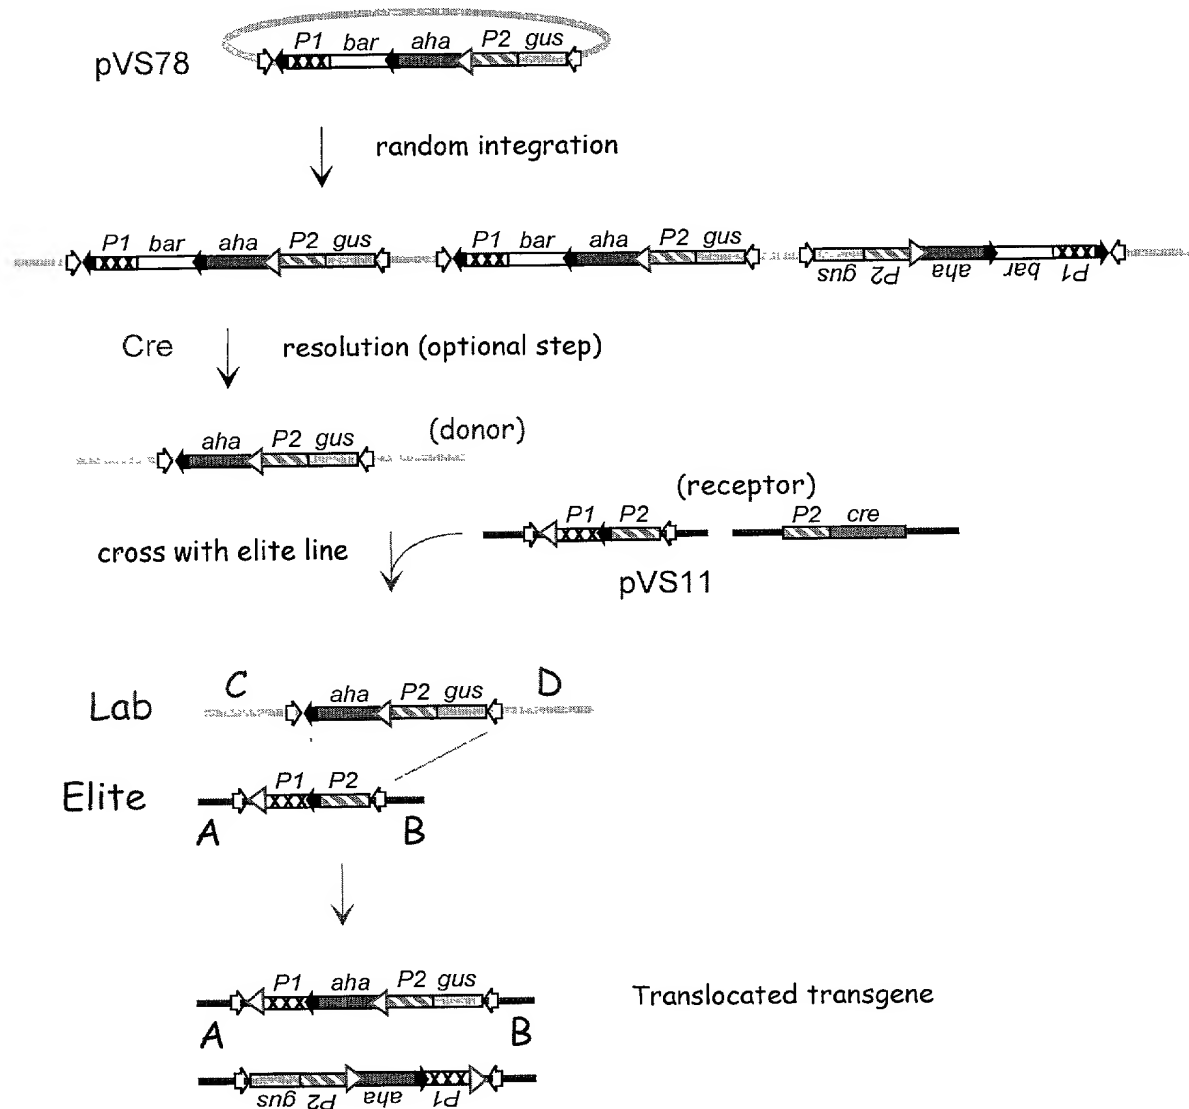 P1 bar aha P2 gus
pVS78
random integration
P1 bar aha P2 gus P1 bar aha P2 gus gus P2 aha bar P1
Cre resolution (optional step)
aha P2 gus (donor)
(receptor)
P1 P2 P2 cre
cross with elite line
pVS11
C D
Lab aha P2 gus
Elite P1 P2
A B
P1 aha P2 gus
Translocated transgene
A B
gus P2 aha P1